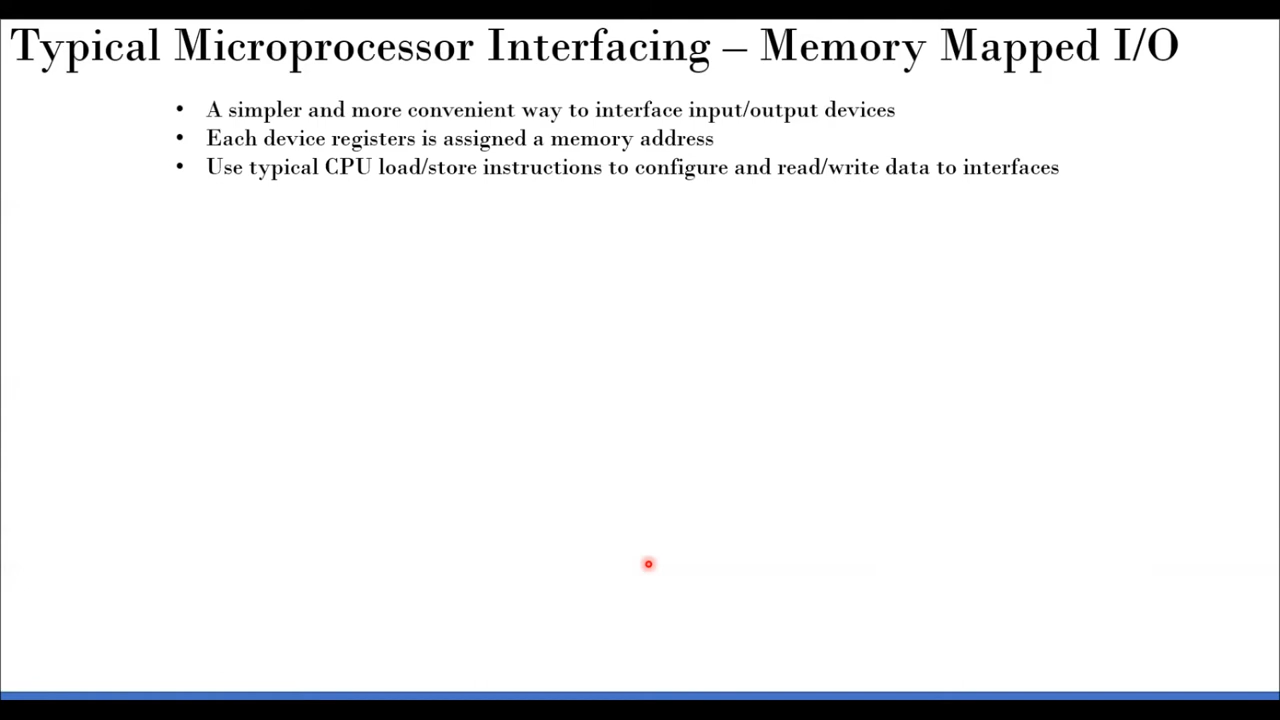 Typical Microprocessor Interfacing – Memory Mapped I/O
• A simpler and more convenient way to interface input/output devices
• Each device registers is assigned a memory address
• Use typical CPU load/store instructions to configure and read/write data to interfaces